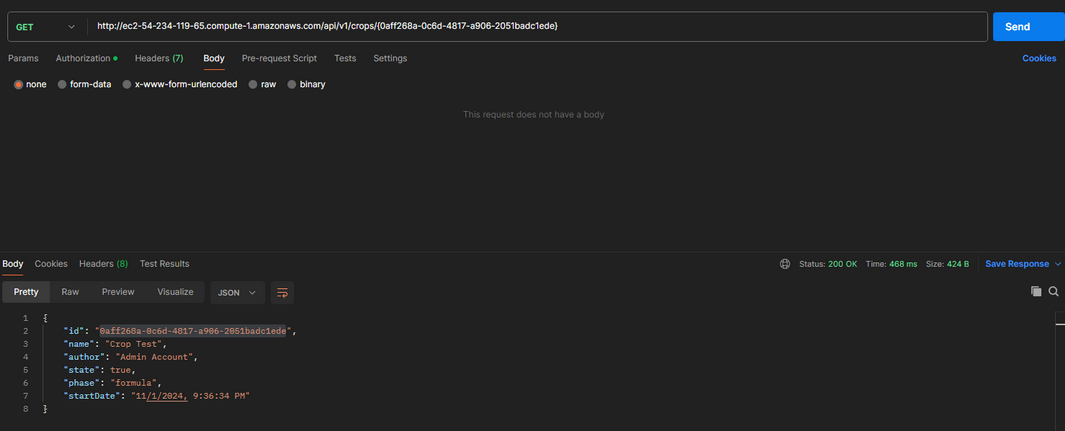 GET http://ec2-54-234-119-65.compute-1.amazonaws.com/api/v1/crops/{0aff268a-0c6d-4817-a906-2051badc1ede} Send
Params Authorization Headers (7) Body Pre-request Script Tests Settings Cookies
none form-data x-www-form-urlencoded raw binary
This request does not have a body
Body Cookies Headers (8) Test Results Status: 200 OK Time: 468 ms Size: 424 B Save Response
Pretty Raw Preview Visualize JSON
1 {
2 "id": "0aff268a-0c6d-4817-a906-2051badc1ede",
3 "name": "Crop Test",
4 "author": "Admin Account",
5 "state": true,
6 "phase": "formula",
7 "startDate": "11/1/2024, 9:36:34 PM"
8 }